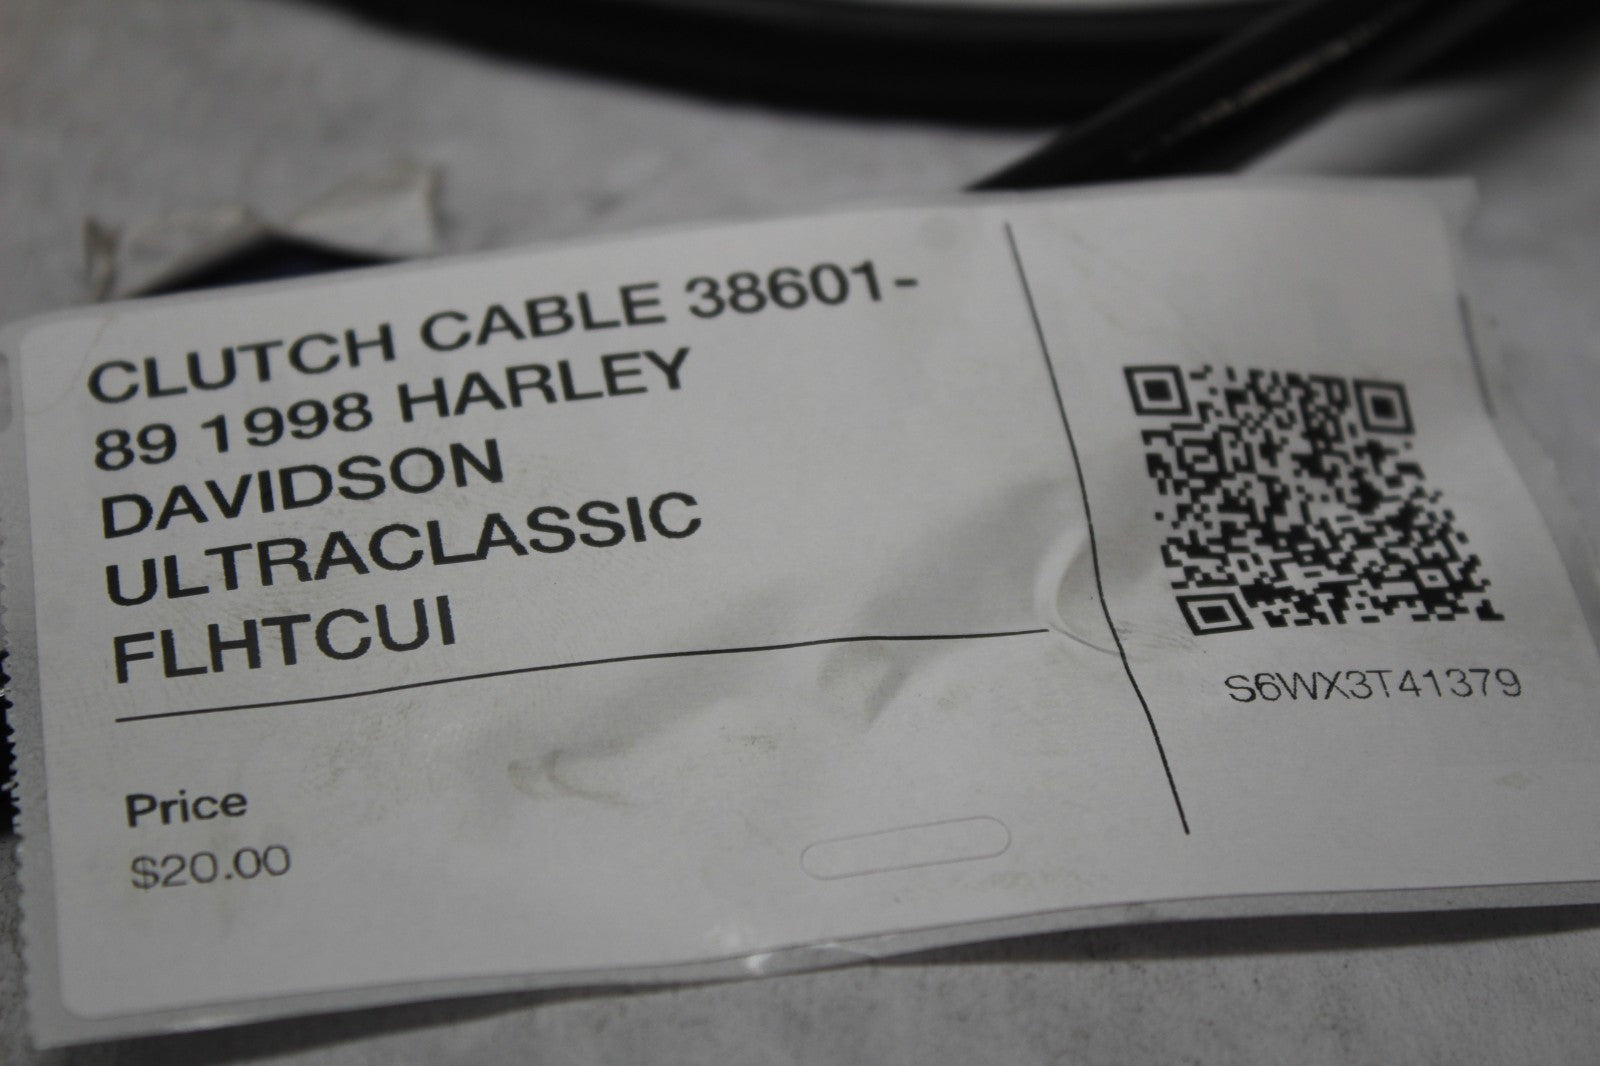 CLUTCH CABLE 38601-
89 1998 HARLEY
DAVIDSON
ULTRACLASSIC
FLHTCUI
Price
$20.00
S6WX3T41379